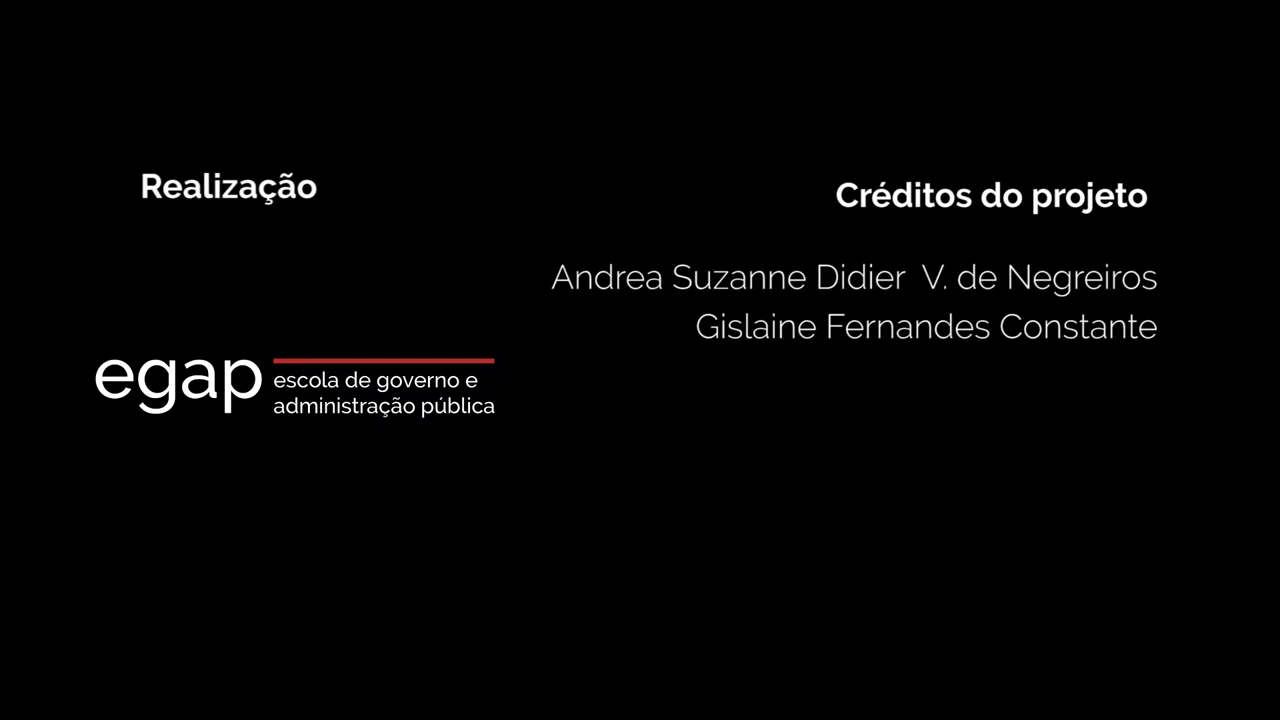 Realização
egap
escola de governo e
administração pública
Créditos do projeto
Andrea Suzanne Didier V. de Negreiros
Gislaine Fernandes Constante